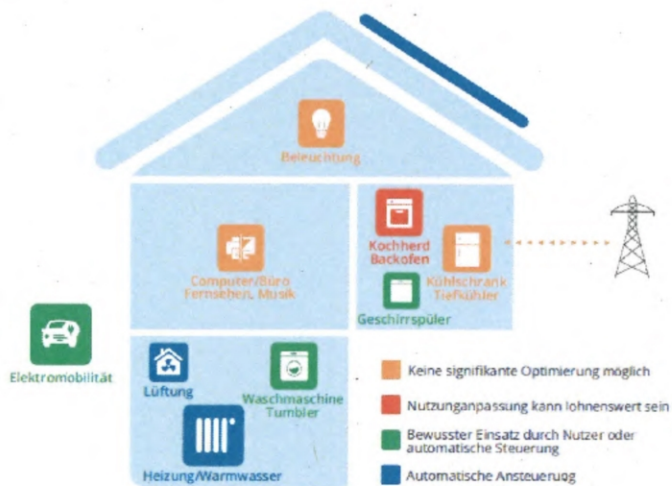 Beleuchtung
Computer/Büro
Fernsehen, Musik
Kochherd
Backofen
Kühlschrank
Tiefkühler
Geschirrspüler
Elektromobilität
Lüftung
Waschmaschine
Tumbler
Heizung/Warmwasser
Keine signifikante Optimierung möglich
Nutzunganpassung kann lohnenswert sein
Bewusster Einsatz durch Nutzer oder
automatische Steuerung
Automatische Ansteuerung